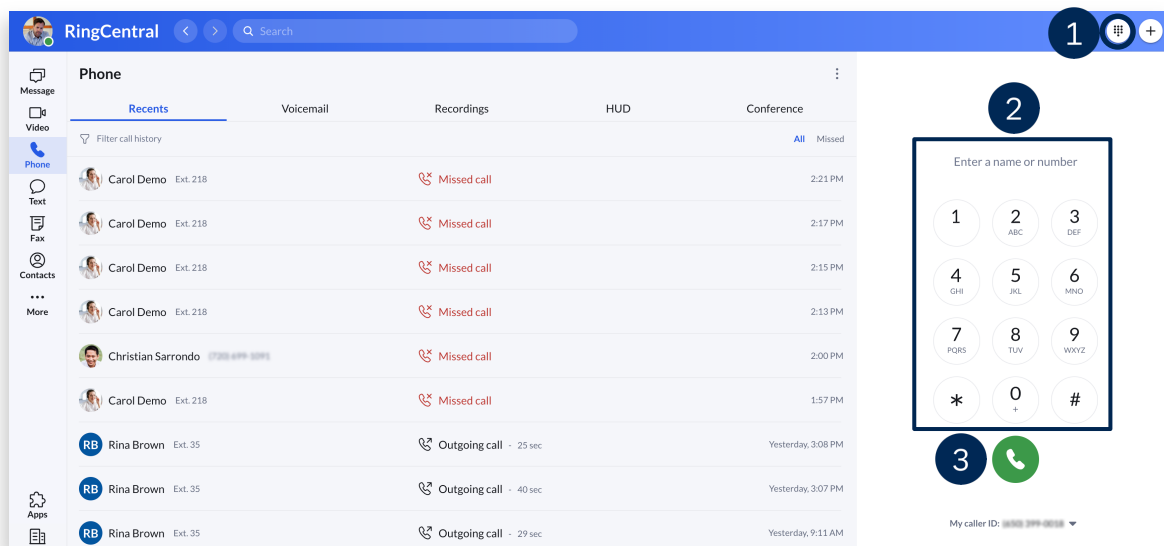 RingCentral
Search
1
Message
Video
Phone
Text
Fax
Contacts
More
Apps
Phone
Recents Voicemail Recordings HUD Conference
Filter call history All Missed
Carol Demo Ext. 218 Missed call 2:21 PM
Carol Demo Ext. 218 Missed call 2:17 PM
Carol Demo Ext. 218 Missed call 2:15 PM
Carol Demo Ext. 218 Missed call 2:13 PM
Christian Sarrondo Missed call 2:00 PM
Carol Demo Ext. 218 Missed call 1:57 PM
RB Rina Brown Ext. 35 Outgoing call - 25 sec Yesterday, 3:08 PM
RB Rina Brown Ext. 35 Outgoing call - 40 sec Yesterday, 3:07 PM
RB Rina Brown Ext. 35 Outgoing call - 29 sec Yesterday, 9:11 AM
2
Enter a name or number
1 2 3
ABC DEF
4 5 6
GHI JKL MNO
7 8 9
PQRS TUV WXYZ
* 0 #
+
3
My caller ID: